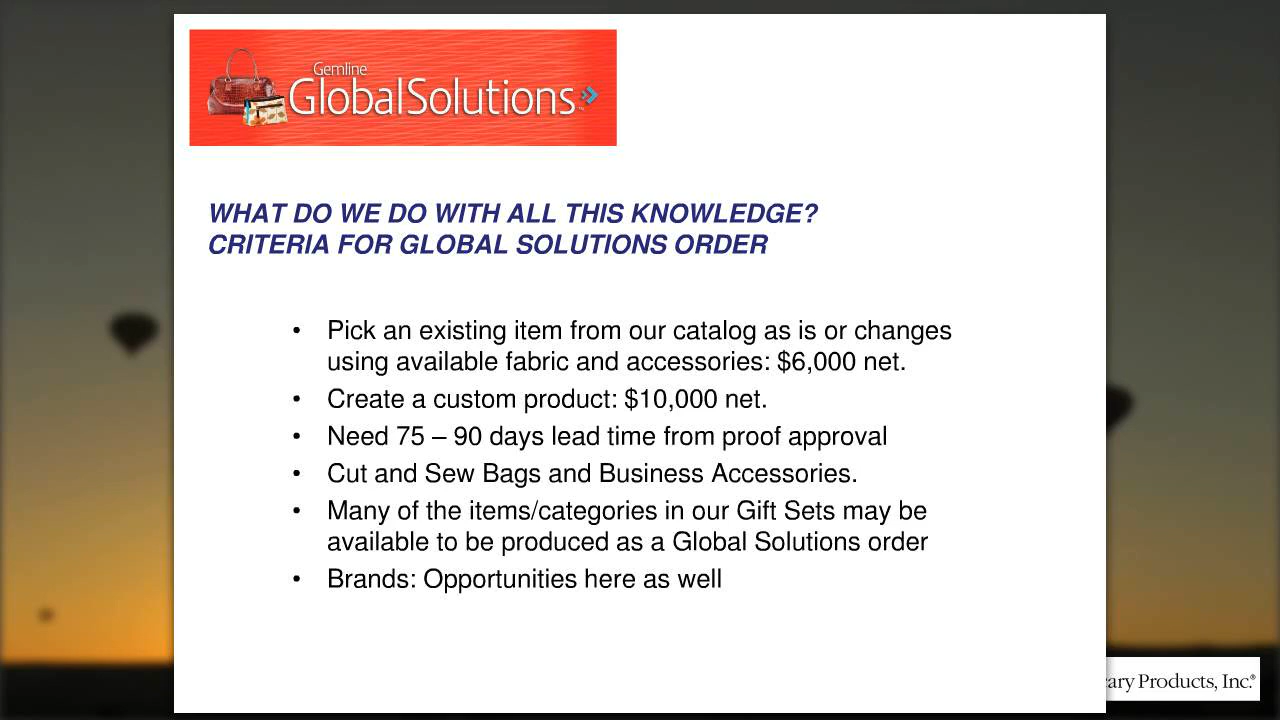 Gemline
GlobalSolutions™
WHAT DO WE DO WITH ALL THIS KNOWLEDGE?
CRITERIA FOR GLOBAL SOLUTIONS ORDER
• Pick an existing item from our catalog as is or changes
using available fabric and accessories: $6,000 net.
• Create a custom product: $10,000 net.
• Need 75 – 90 days lead time from proof approval
• Cut and Sew Bags and Business Accessories.
• Many of the items/categories in our Gift Sets may be
available to be produced as a Global Solutions order
• Brands: Opportunities here as well
Products, Inc.®